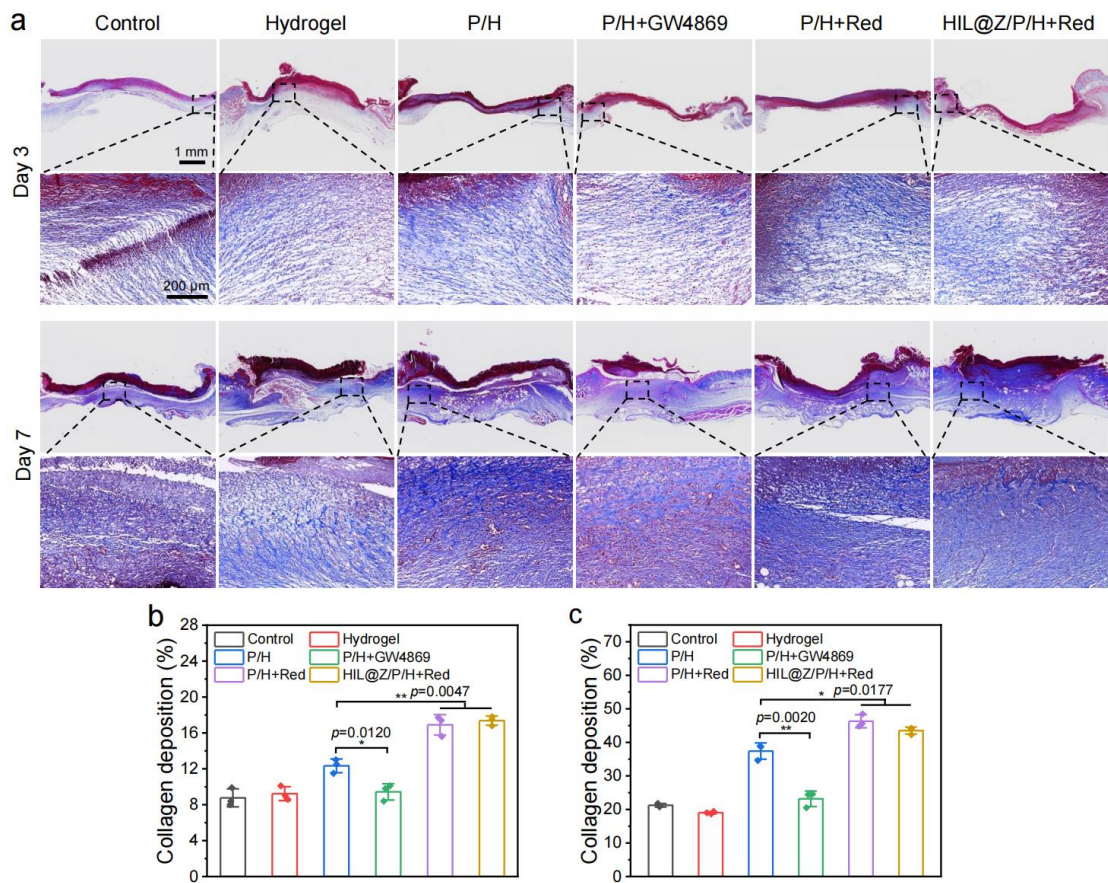 a
Control Hydrogel P/H P/H+GW4869 P/H+Red HIL@Z/P/H+Red
Day 3
1 mm
200 μm
Day 7
b
Collagen deposition (%)
28
24
20
16
12
8
4
0
Control Hydrogel
P/H P/H+GW4869
P/H+Red HIL@Z/P/H+Red
** p=0.0047
p=0.0120
*
c
Collagen deposition (%)
70
60
50
40
30
20
10
0
Control Hydrogel
P/H P/H+GW4869
P/H+Red HIL@Z/P/H+Red
* p=0.0177
p=0.0020
**